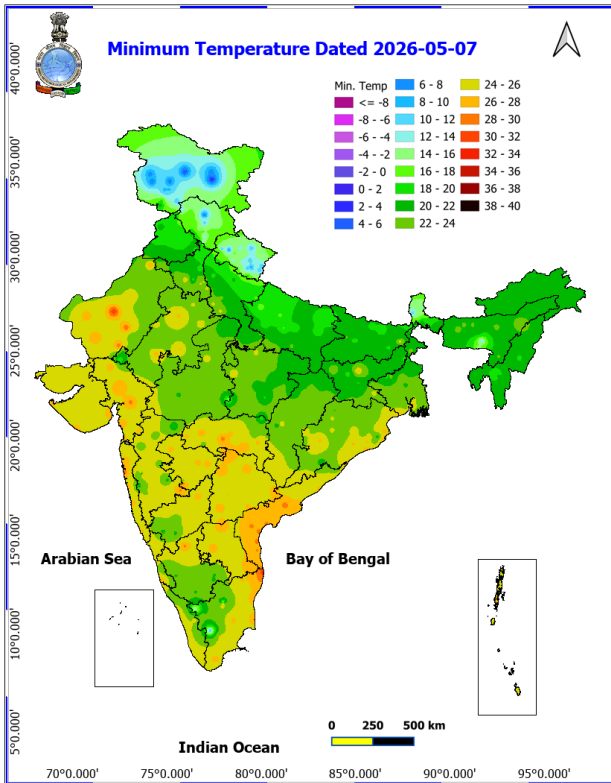 Minimum Temperature Dated 2026-05-07
Min. Temp
<= -8
-8 - -6
-6 - -4
-4 - -2
-2 - 0
0 - 2
2 - 4
4 - 6
6 - 8
8 - 10
10 - 12
12 - 14
14 - 16
16 - 18
18 - 20
20 - 22
22 - 24
24 - 26
26 - 28
28 - 30
30 - 32
32 - 34
34 - 36
36 - 38
38 - 40
40°0.000'
35°0.000'
30°0.000'
25°0.000'
20°0.000'
15°0.000'
10°0.000'
5°0.000'
Arabian Sea
Bay of Bengal
0 250 500 km
Indian Ocean
70°0.000' 75°0.000' 80°0.000' 85°0.000' 90°0.000' 95°0.000'